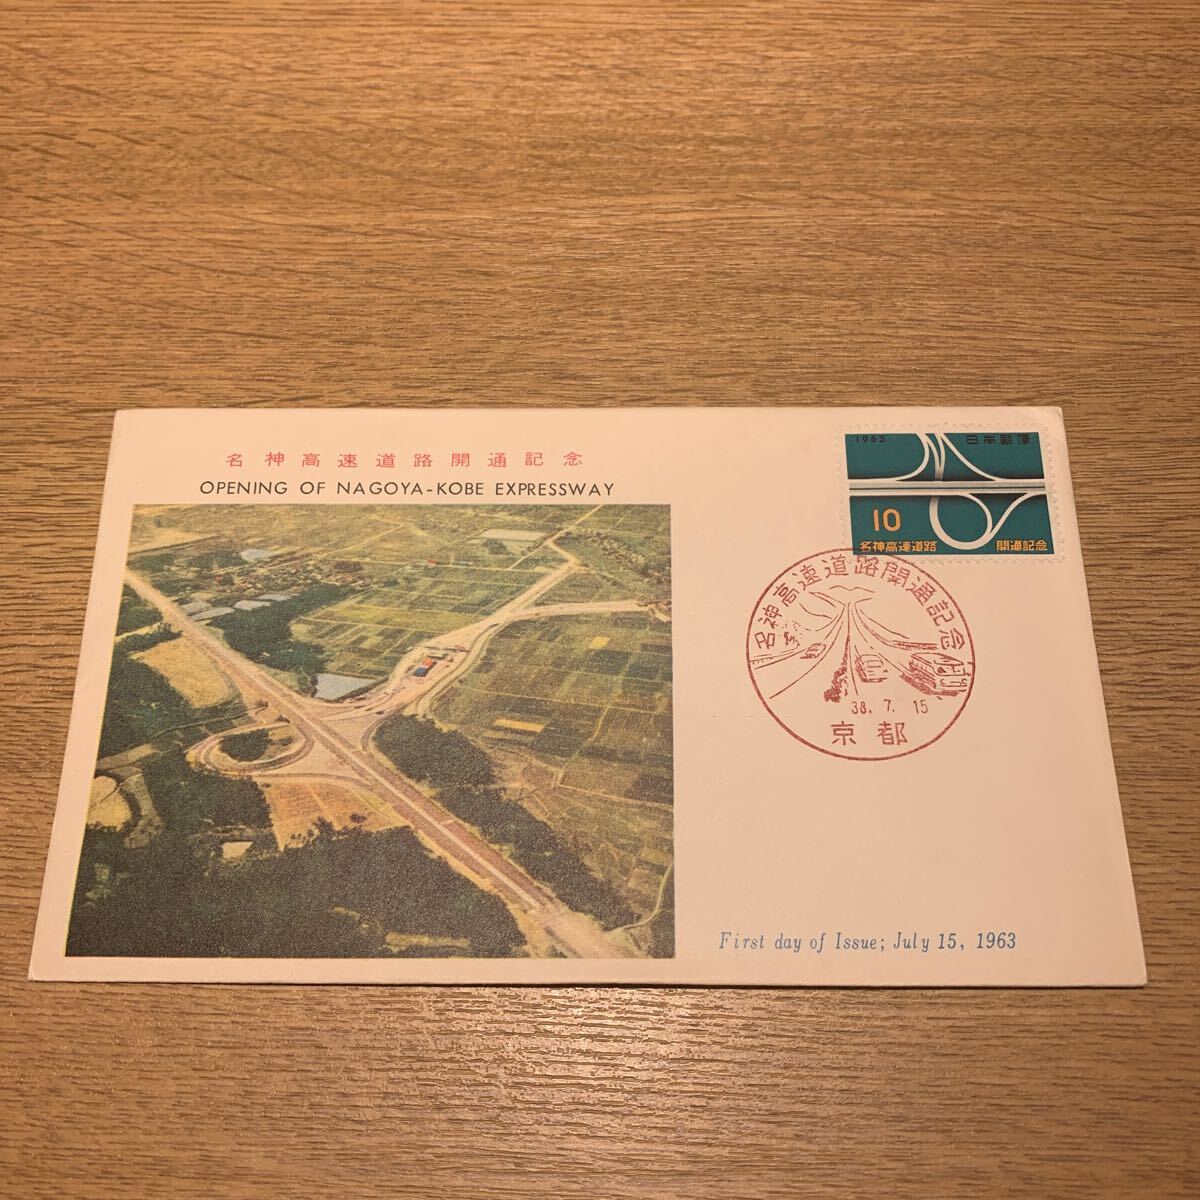 名神高速道路開通記念
OPENING OF NAGOYA-KOBE EXPRESSWAY
1963 日本郵便
10
名神高速道路 開通記念
名神高速道路開通記念
38. 7. 15
京都
First day of Issue; July 15, 1963